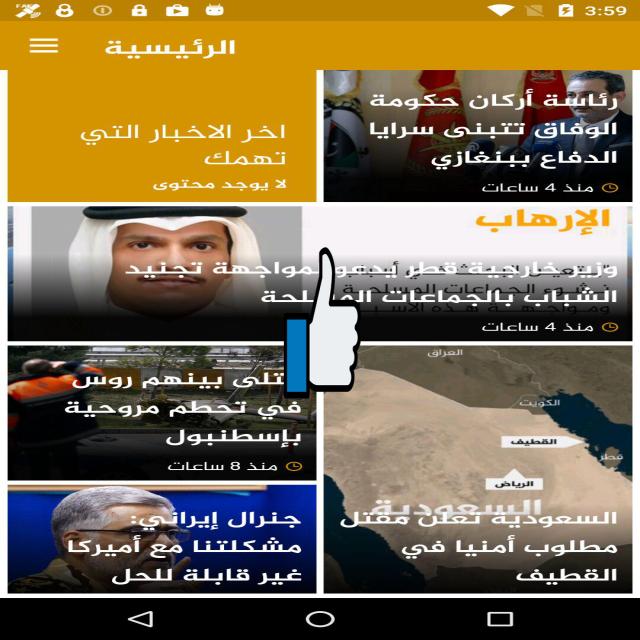 3:59
الرئيسية
رئاسة أركان حكومة
الوفاق تتبنى سرايا
الدفاع ببنغازي
منذ 4 ساعات
اخر الاخبار التي
تهمك
لا يوجد محتوى
الإرهاب
وزير خارجية قطر يدعو لمواجهة تجنيد
الشباب بالجماعات المسلحة
منذ 4 ساعات
قتلى بينهم روس
في تحطم مروحية
بإسطنبول
منذ 8 ساعات
العراق
الكويت
القطيف
قطر
الرياض
السعودية
السعودية تعلن مقتل
مطلوب أمنيا في
القطيف
جنرال إيراني:
مشكلتنا مع أميركا
غير قابلة للحل